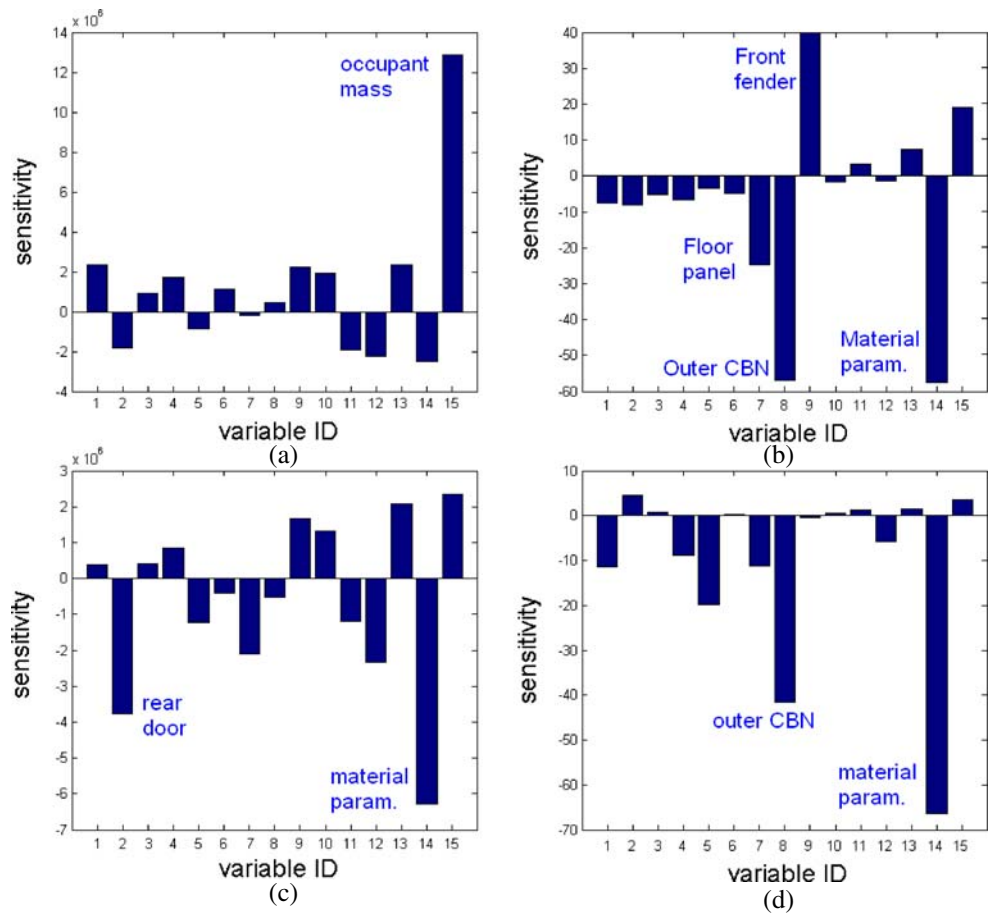 x 10⁶
14
12
10
8
6
4
2
0
-2
-4
sensitivity
occupant
mass
1 2 3 4 5 6 7 8 9 10 11 12 13 14 15
variable ID
(a)
40
30
20
10
0
-10
-20
-30
-40
-50
-60
sensitivity
Front
fender
Floor
panel
Outer CBN
Material
param.
1 2 3 4 5 6 7 8 9 10 11 12 13 14 15
variable ID
(b)
x 10⁶
3
2
1
0
-1
-2
-3
-4
-5
-6
-7
sensitivity
rear
door
material
param.
1 2 3 4 5 6 7 8 9 10 11 12 13 14 15
variable ID
(c)
10
0
-10
-20
-30
-40
-50
-60
-70
sensitivity
outer CBN
material
param.
1 2 3 4 5 6 7 8 9 10 11 12 13 14 15
variable ID
(d)